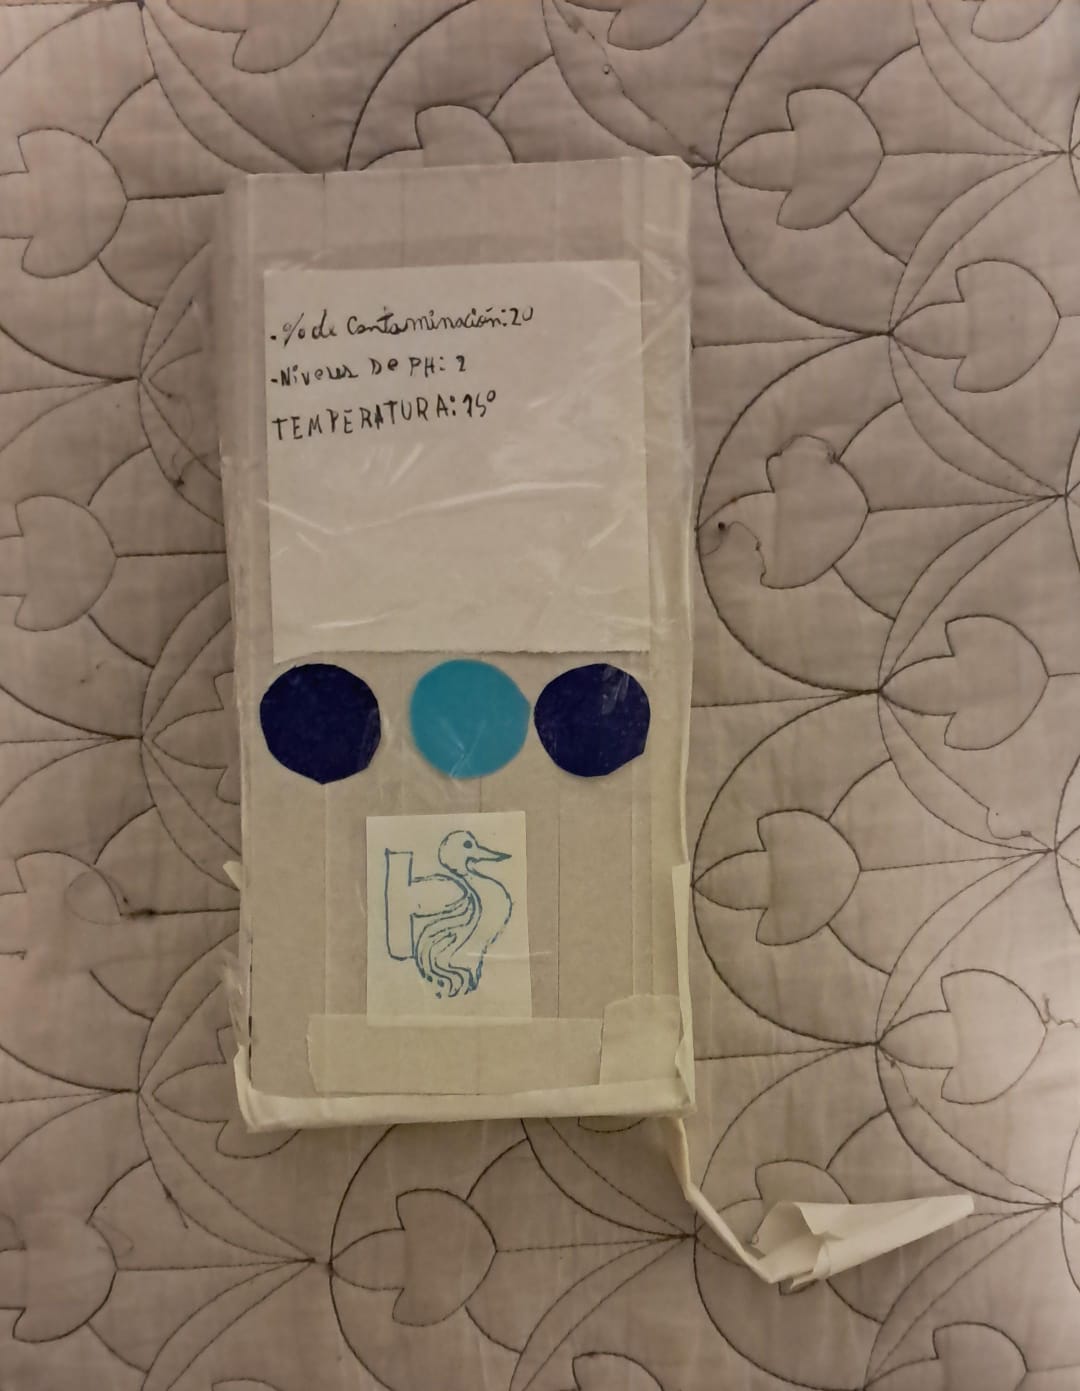 -% de Contaminación:20
-Niveles De PH: 2
TEMPERATURA:15°